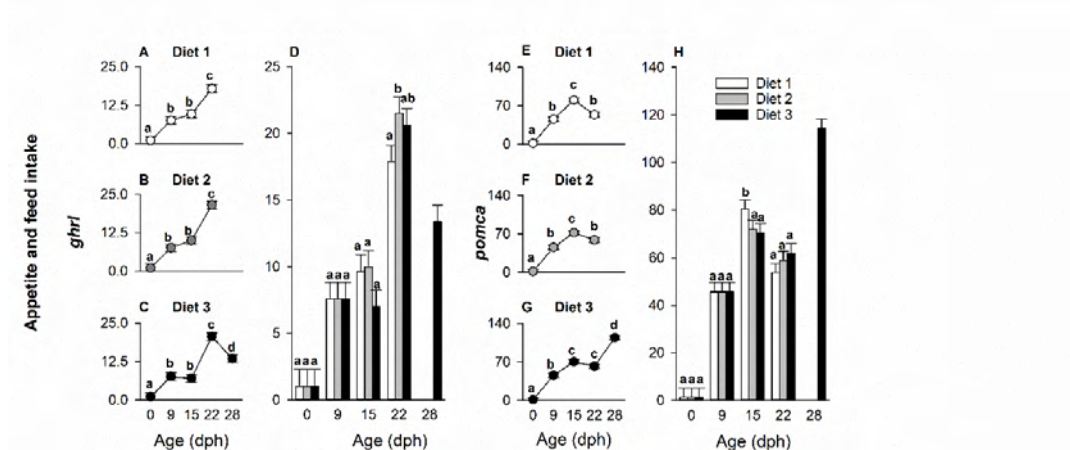 Appetite and feed intake
ghrl
A Diet 1
25.0
12.5
0.0
a b b c
B Diet 2
25.0
12.5
0.0
a b b c
C Diet 3
25.0
12.5
0.0
a b b c d
0 9 15 22 28
Age (dph)
D
25
20
15
10
5
0
aaa
aaa
a a a
a b ab
0 9 15 22 28
Age (dph)
pomca
E Diet 1
140
70
0
a b c b
F Diet 2
140
70
0
a b c b
G Diet 3
140
70
0
a b c c d
0 9 15 22 28
Age (dph)
H
140
120
100
80
60
40
20
0
Diet 1
Diet 2
Diet 3
aaa
aaa
b a a
a a a
0 9 15 22 28
Age (dph)